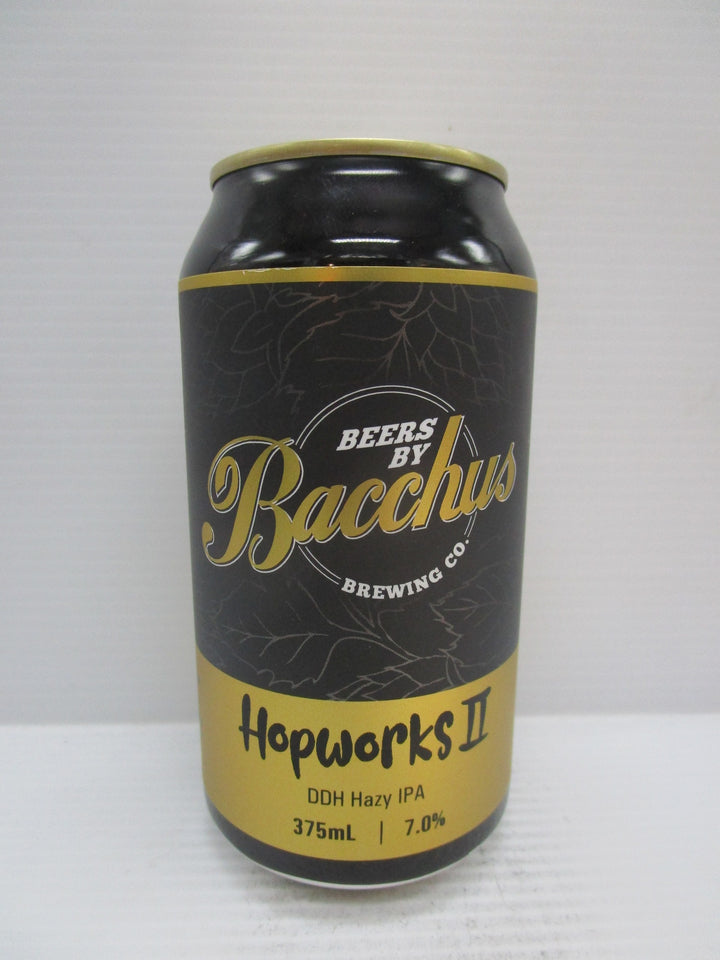 BEERS
BY
Bacchus
BREWING CO.
Hopworks II
DDH Hazy IPA
375mL | 7.0%